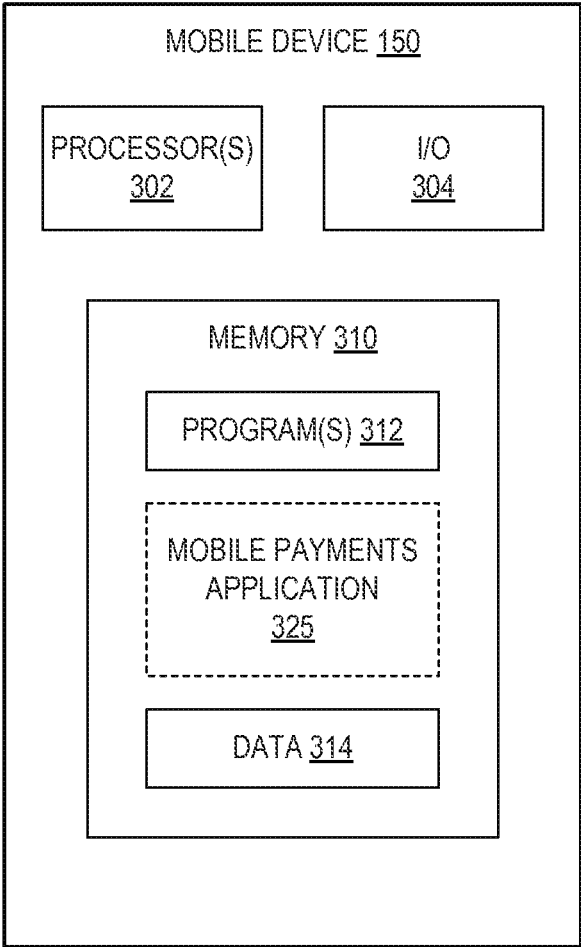 MOBILE DEVICE 150
PROCESSOR(S)
302
I/O
304
MEMORY 310
PROGRAM(S) 312
MOBILE PAYMENTS
APPLICATION
325
DATA 314